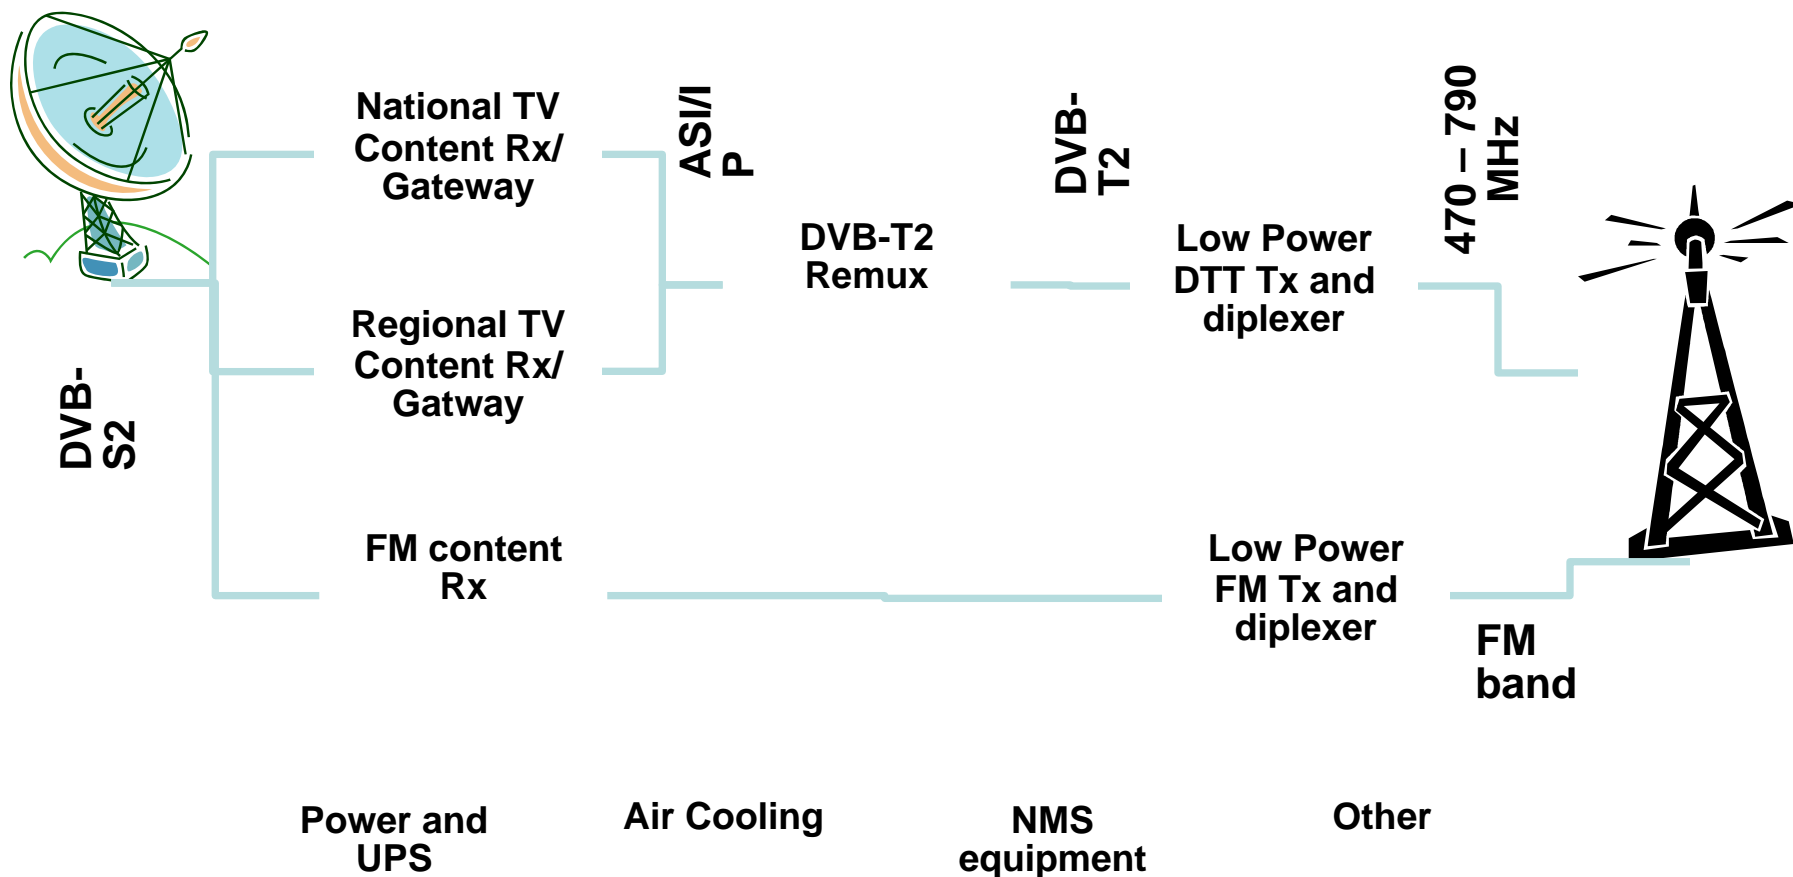 National TV
Content Rx/
Gateway
ASI/I
P
DVB-
T2
470 – 790
MHz
DVB-T2
Remux
Low Power
DTT Tx and
diplexer
Regional TV
Content Rx/
Gatway
DVB-
S2
FM content
Rx
Low Power
FM Tx and
diplexer
FM
band
Power and
UPS
Air Cooling
NMS
equipment
Other